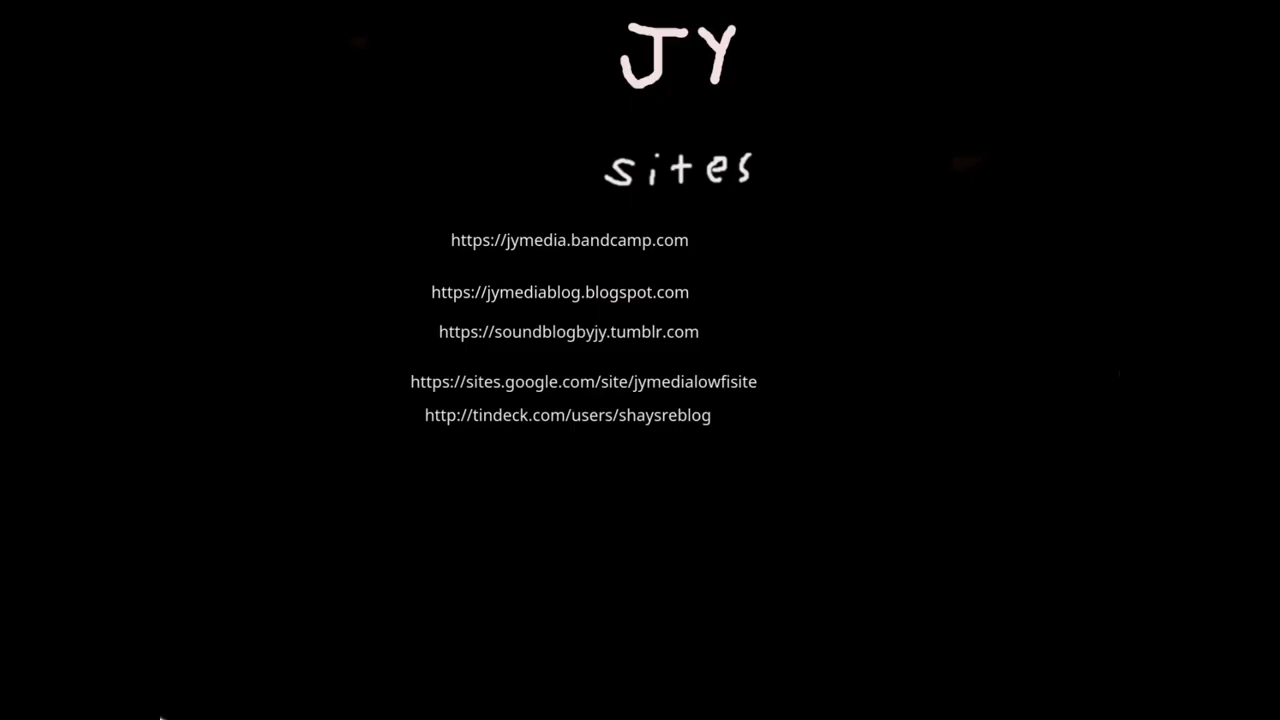 JY
sites
https://jymedia.bandcamp.com
https://jymediablog.blogspot.com
https://soundblogbyjy.tumblr.com
https://sites.google.com/site/jymedialowfisite
http://tindeck.com/users/shaysreblog